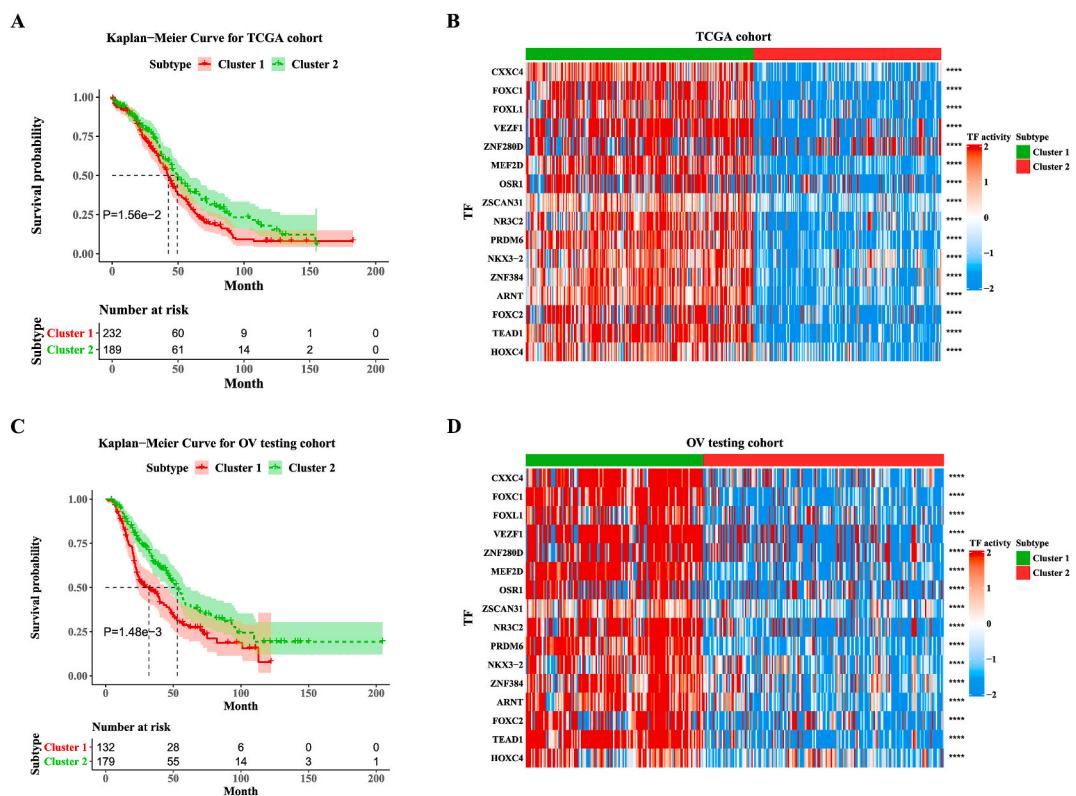 A
Kaplan−Meier Curve for TCGA cohort
Subtype Cluster 1 Cluster 2
Survival probability
1.00
0.75
0.50
0.25
0.00
P=1.56e−2
0 50 100 150 200
Month
Number at risk
Subtype
Cluster 1 232 60 9 1 0
Cluster 2 189 61 14 2 0
0 50 100 150 200
Month
B
TCGA cohort
TF
CXXC4 ****
FOXC1 ****
FOXL1 ****
VEZF1 ****
ZNF280D ****
MEF2D ****
OSR1 ****
ZSCAN31 ****
NR3C2 ****
PRDM6 ****
NKX3−2 ****
ZNF384 ****
ARNT ****
FOXC2 ****
TEAD1 ****
HOXC4 ****
TF activity Subtype
2
1
0
−1
−2
Cluster 1
Cluster 2
C
Kaplan−Meier Curve for OV testing cohort
Subtype Cluster 1 Cluster 2
Survival probability
1.00
0.75
0.50
0.25
0.00
P=1.48e−3
0 50 100 150 200
Month
Number at risk
Subtype
Cluster 1 132 28 6 0 0
Cluster 2 179 55 14 3 1
0 50 100 150 200
Month
D
OV testing cohort
TF
CXXC4 ****
FOXC1 ****
FOXL1 ****
VEZF1 ****
ZNF280D ****
MEF2D ****
OSR1 ****
ZSCAN31 ****
NR3C2 ****
PRDM6 ****
NKX3−2 ****
ZNF384 ****
ARNT ****
FOXC2 ****
TEAD1 ****
HOXC4 ****
TF activty Subtype
2
1
0
−1
−2
Cluster 1
Cluster 2